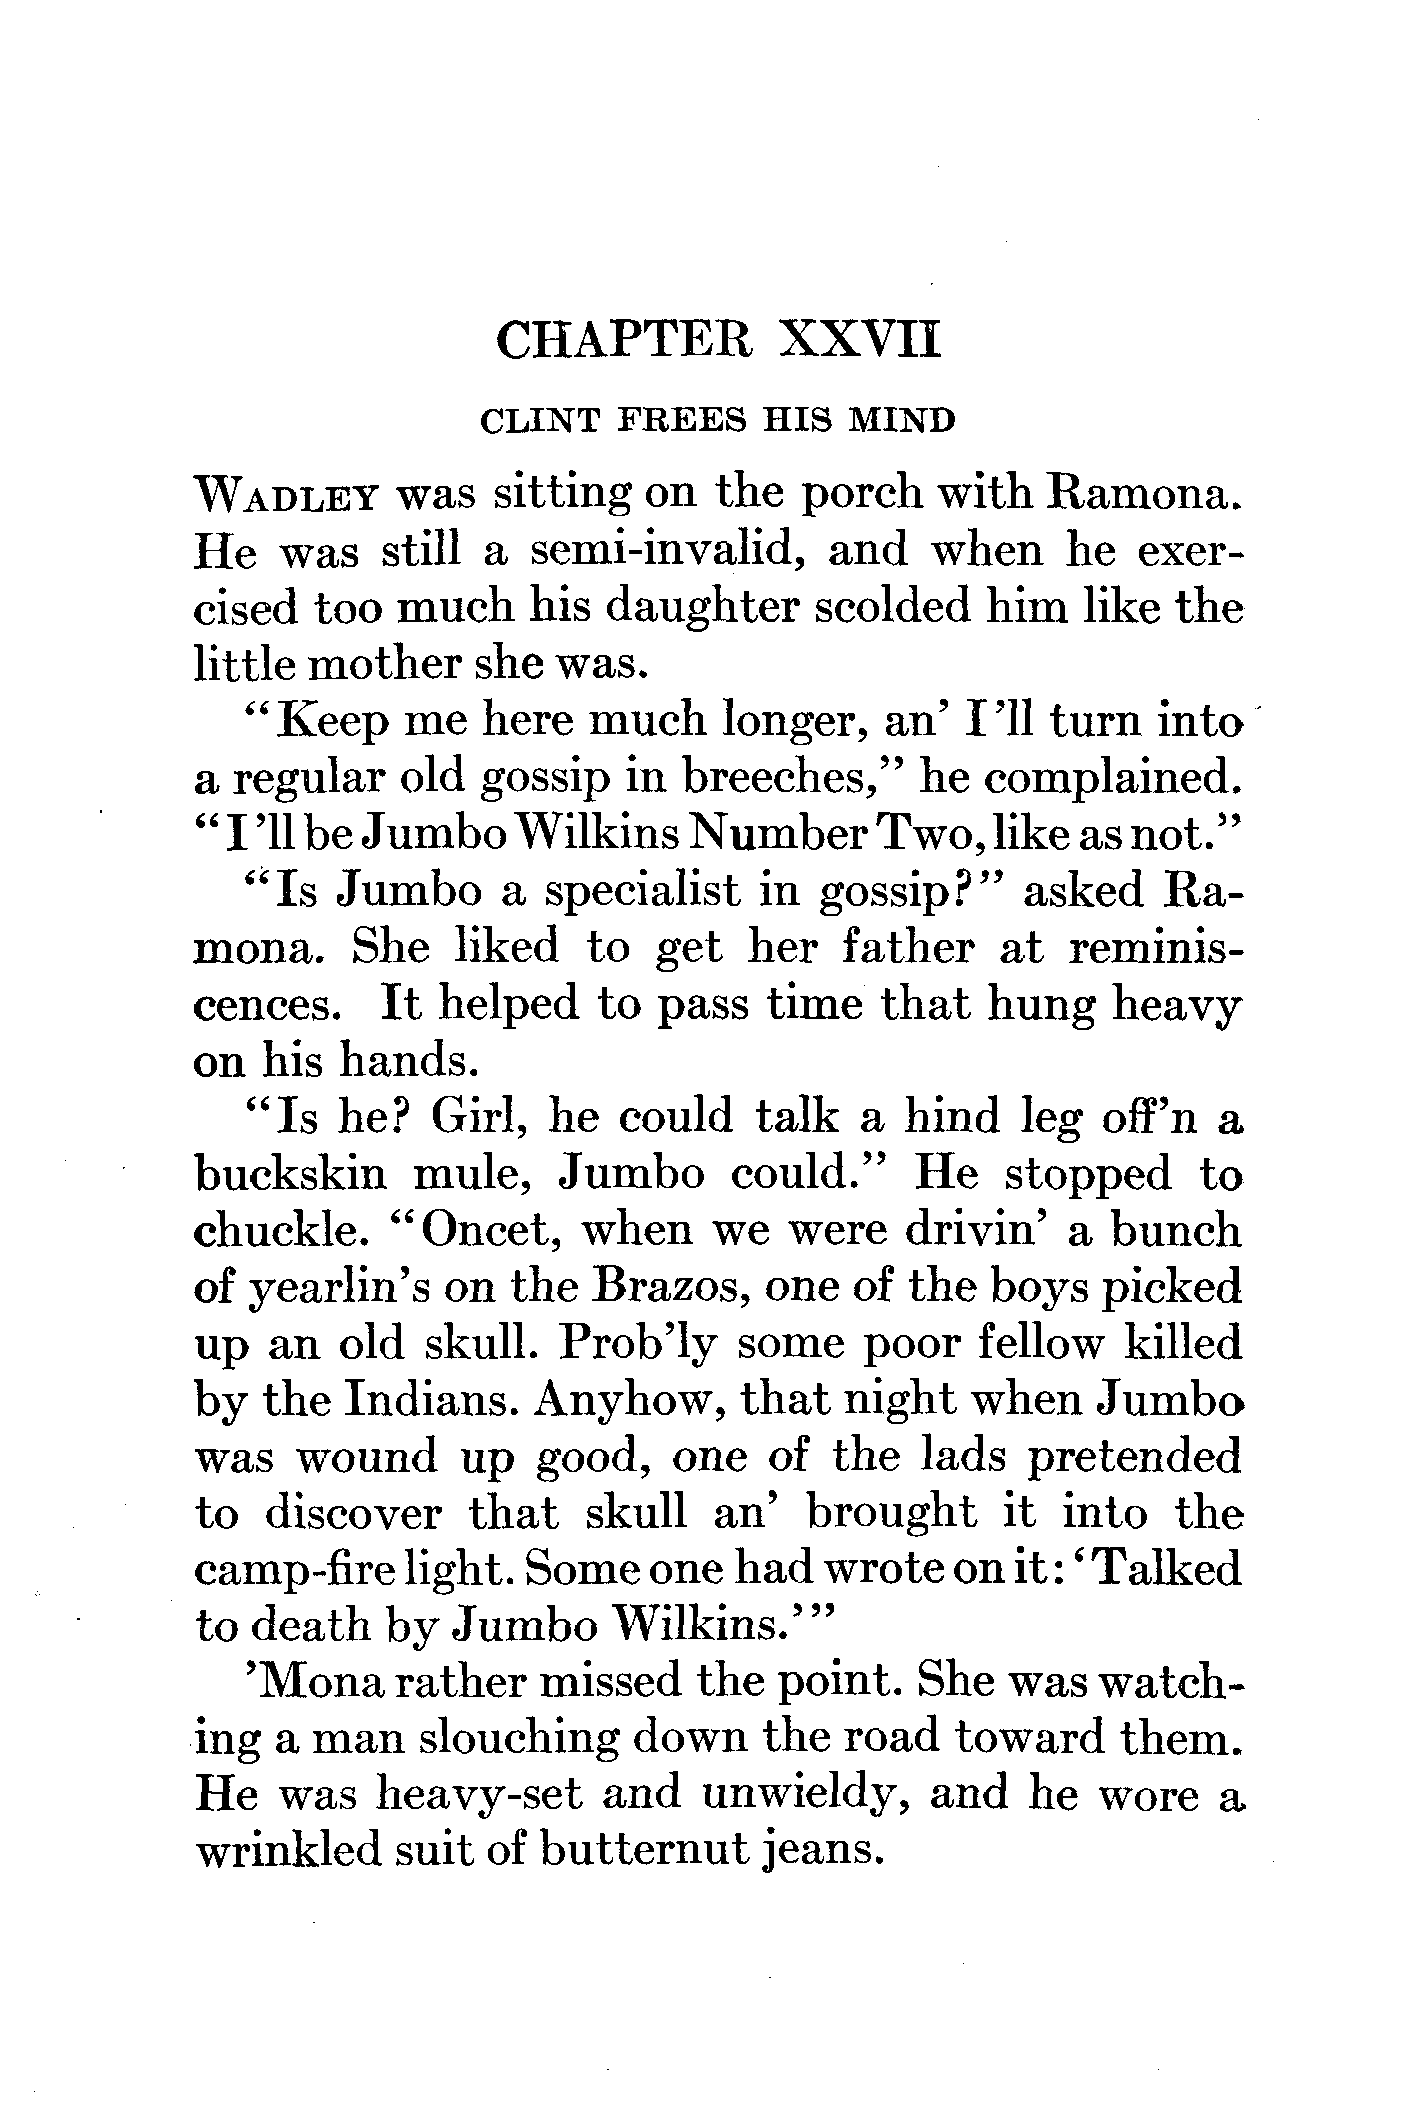 CHAPTER XXVII
CLINT FREES HIS MIND
WADLEY was sitting on the porch with Ramona.
He was still a semi-invalid, and when he exer-
cised too much his daughter scolded him like the
little mother she was.
"Keep me here much longer, an' I'll turn into
a regular old gossip in breeches," he complained.
"I'll be Jumbo Wilkins Number Two, like as not."
"Is Jumbo a specialist in gossip?" asked Ra-
mona. She liked to get her father at reminis-
cences. It helped to pass time that hung heavy
on his hands.
"Is he? Girl, he could talk a hind leg off'n a
buckskin mule, Jumbo could." He stopped to
chuckle. "Oncet, when we were drivin' a bunch
of yearlin's on the Brazos, one of the boys picked
up an old skull. Prob'ly some poor fellow killed
by the Indians. Anyhow, that night when Jumbo
was wound up good, one of the lads pretended
to discover that skull an' brought it into the
camp-fire light. Some one had wrote on it: 'Talked
to death by Jumbo Wilkins.'"
'Mona rather missed the point. She was watch-
ing a man slouching down the road toward them.
He was heavy-set and unwieldy, and he wore a
wrinkled suit of butternut jeans.